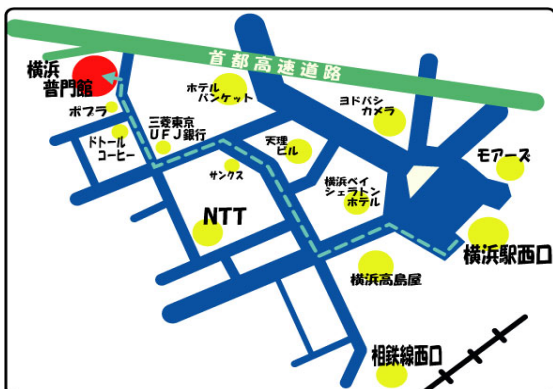 首都高速道路
横浜
普門館
ホテル
バンケット
ヨドバシ
カメラ
ポプラ
三菱東京
UFJ銀行
ドトール
コーヒー
天理
ビル
モアーズ
サンクス
横浜ベイ
シェラトン
ホテル
NTT
横浜駅西口
横浜高島屋
相鉄線西口